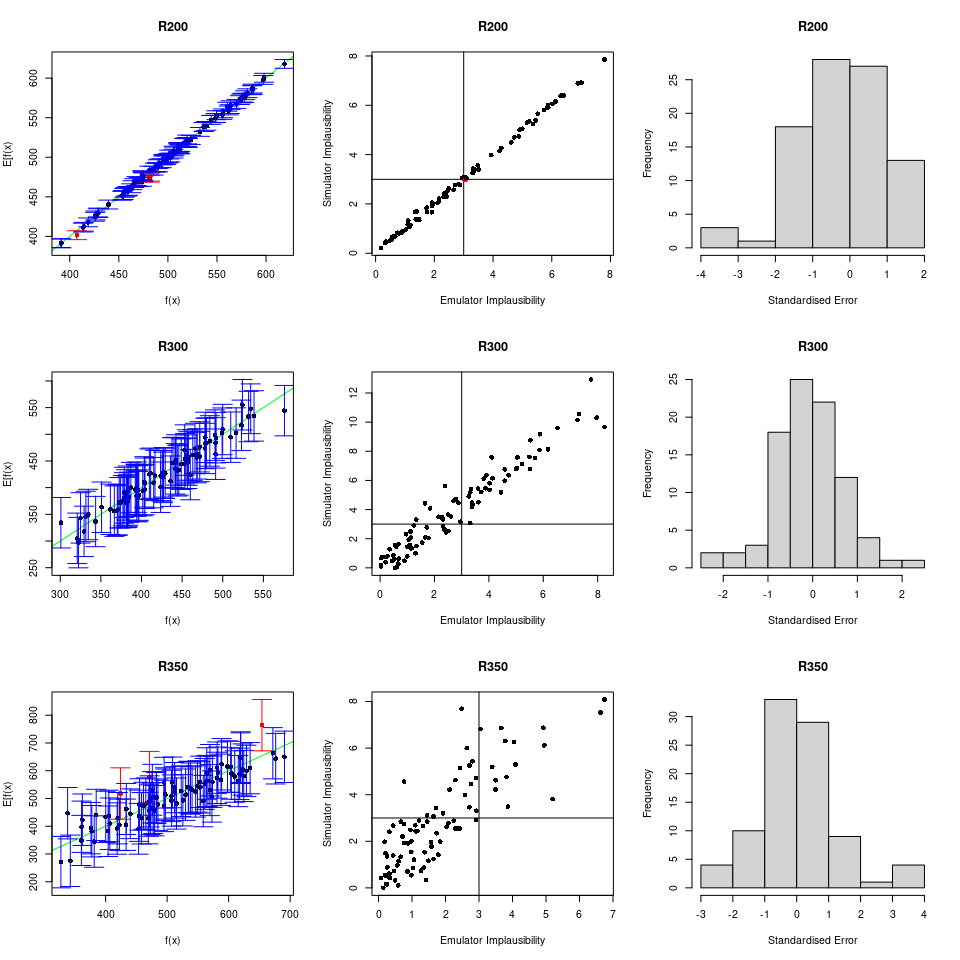 R200 R200 R200
E[f(x) 400 450 500 550 600
400 450 500 550 600
f(x)
Simulator Implausibility 0 2 4 6 8
0 2 4 6 8
Emulator Implausibility
Frequency 0 5 10 15 20 25
-4 -3 -2 -1 0 1 2
Standardised Error
R300 R300 R300
E[f(x) 250 350 450 550
300 350 400 450 500 550
f(x)
Simulator Implausibility 0 2 4 6 8 10 12
0 2 4 6 8
Emulator Implausibility
Frequency 0 5 10 15 20 25
-2 -1 0 1 2
Standardised Error
R350 R350 R350
E[f(x) 200 300 400 500 600 700 800
400 500 600 700
f(x)
Simulator Implausibility 0 2 4 6 8
0 1 2 3 4 5 6 7
Emulator Implausibility
Frequency 0 5 10 15 20 25 30
-3 -2 -1 0 1 2 3 4
Standardised Error